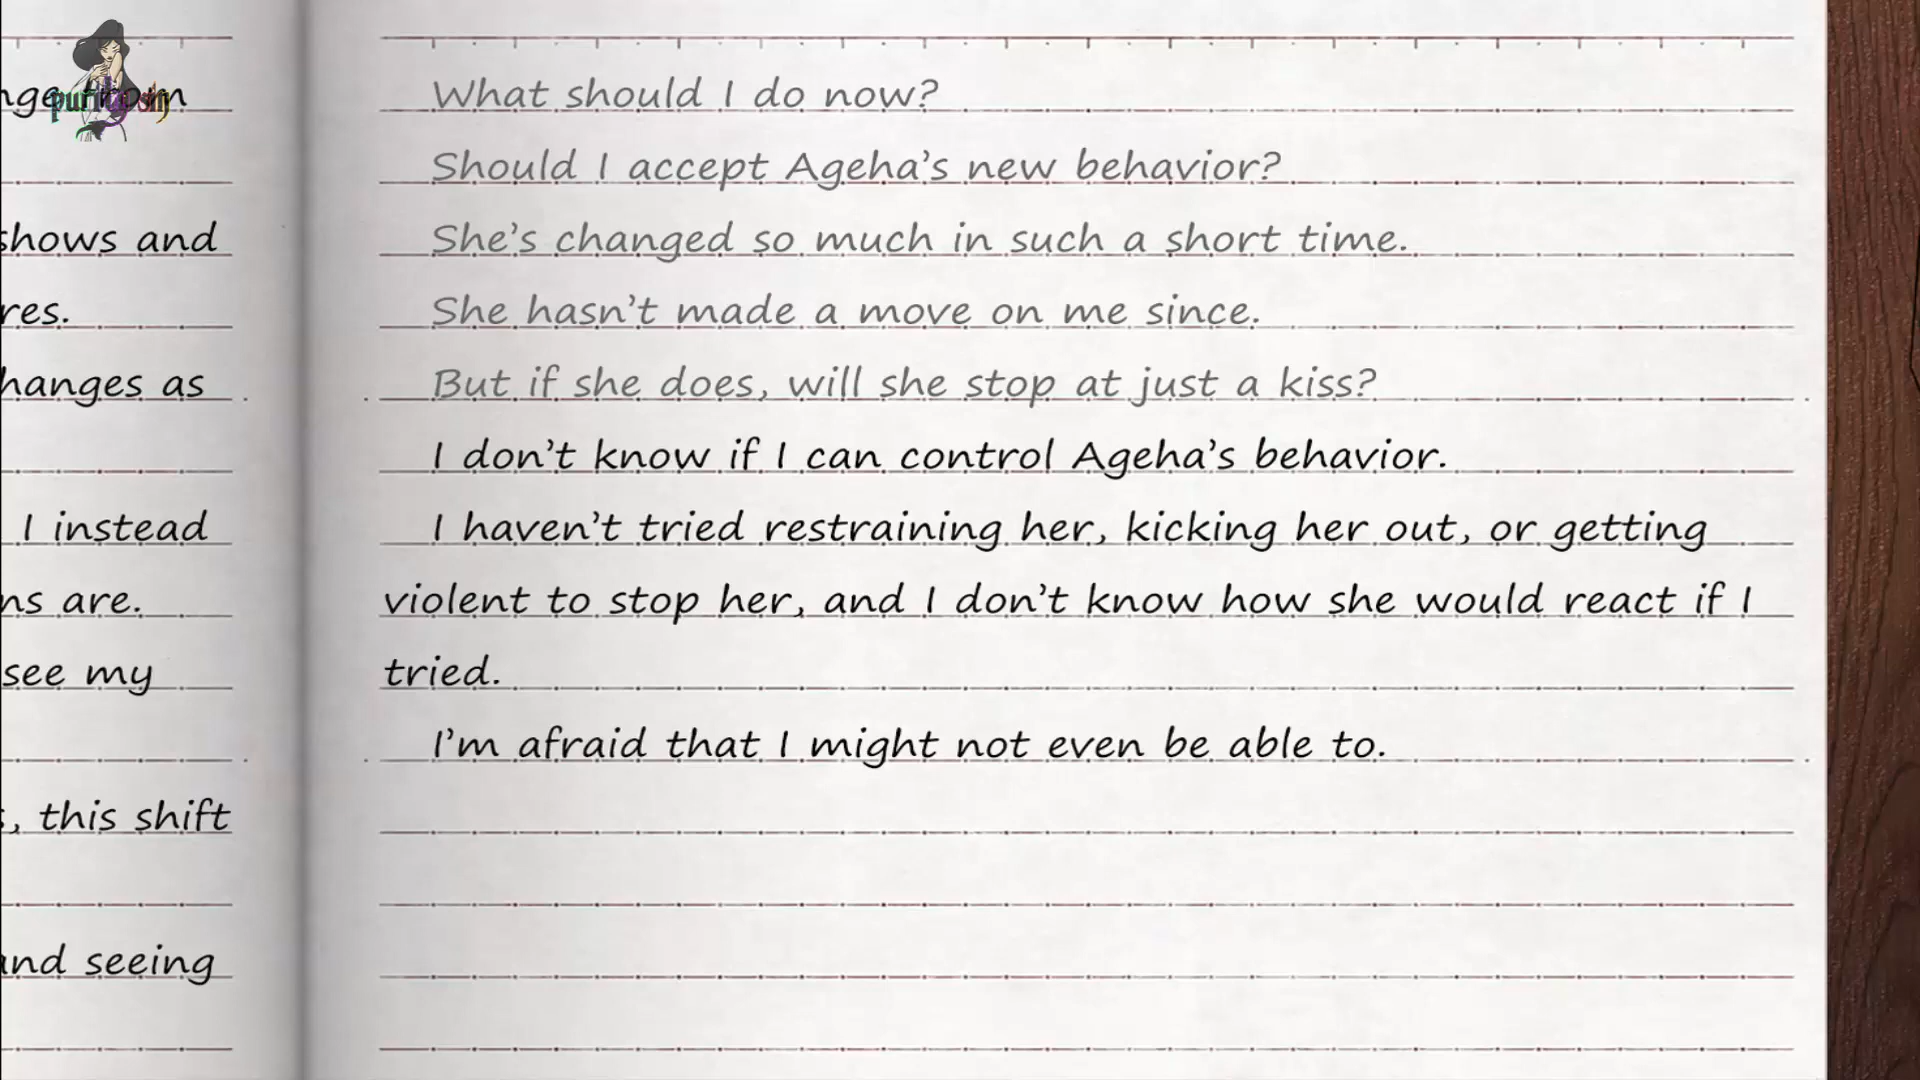 shows and
res.
hanges as
I instead
ns are.
see my
, this shift
and seeing
What should I do now?
Should I accept Ageha's new behavior?
She's changed so much in such a short time.
She hasn't made a move on me since.
But if she does, will she stop at just a kiss?
I don't know if I can control Ageha's behavior.
I haven't tried restraining her, kicking her out, or getting
violent to stop her, and I don't know how she would react if I
tried.
I'm afraid that I might not even be able to.